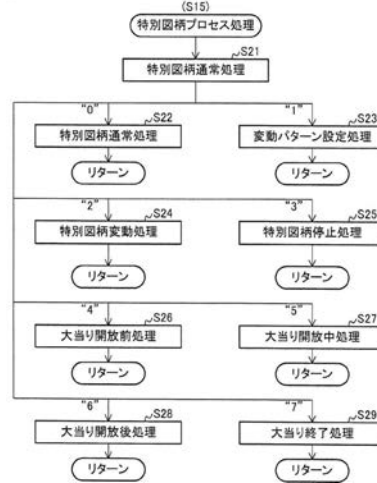 (S15)
特別図柄プロセス処理
S21
特別図柄通常処理
"0"
"1"
S22
S23
特別図柄通常処理
変動パターン設定処理
リターン
リターン
"2"
"3"
S24
S25
特別図柄変動処理
特別図柄停止処理
リターン
リターン
"4"
"5"
S26
S27
大当り開放前処理
大当り開放中処理
リターン
リターン
"6"
"7"
S28
S29
大当り開放後処理
大当り終了処理
リターン
リターン